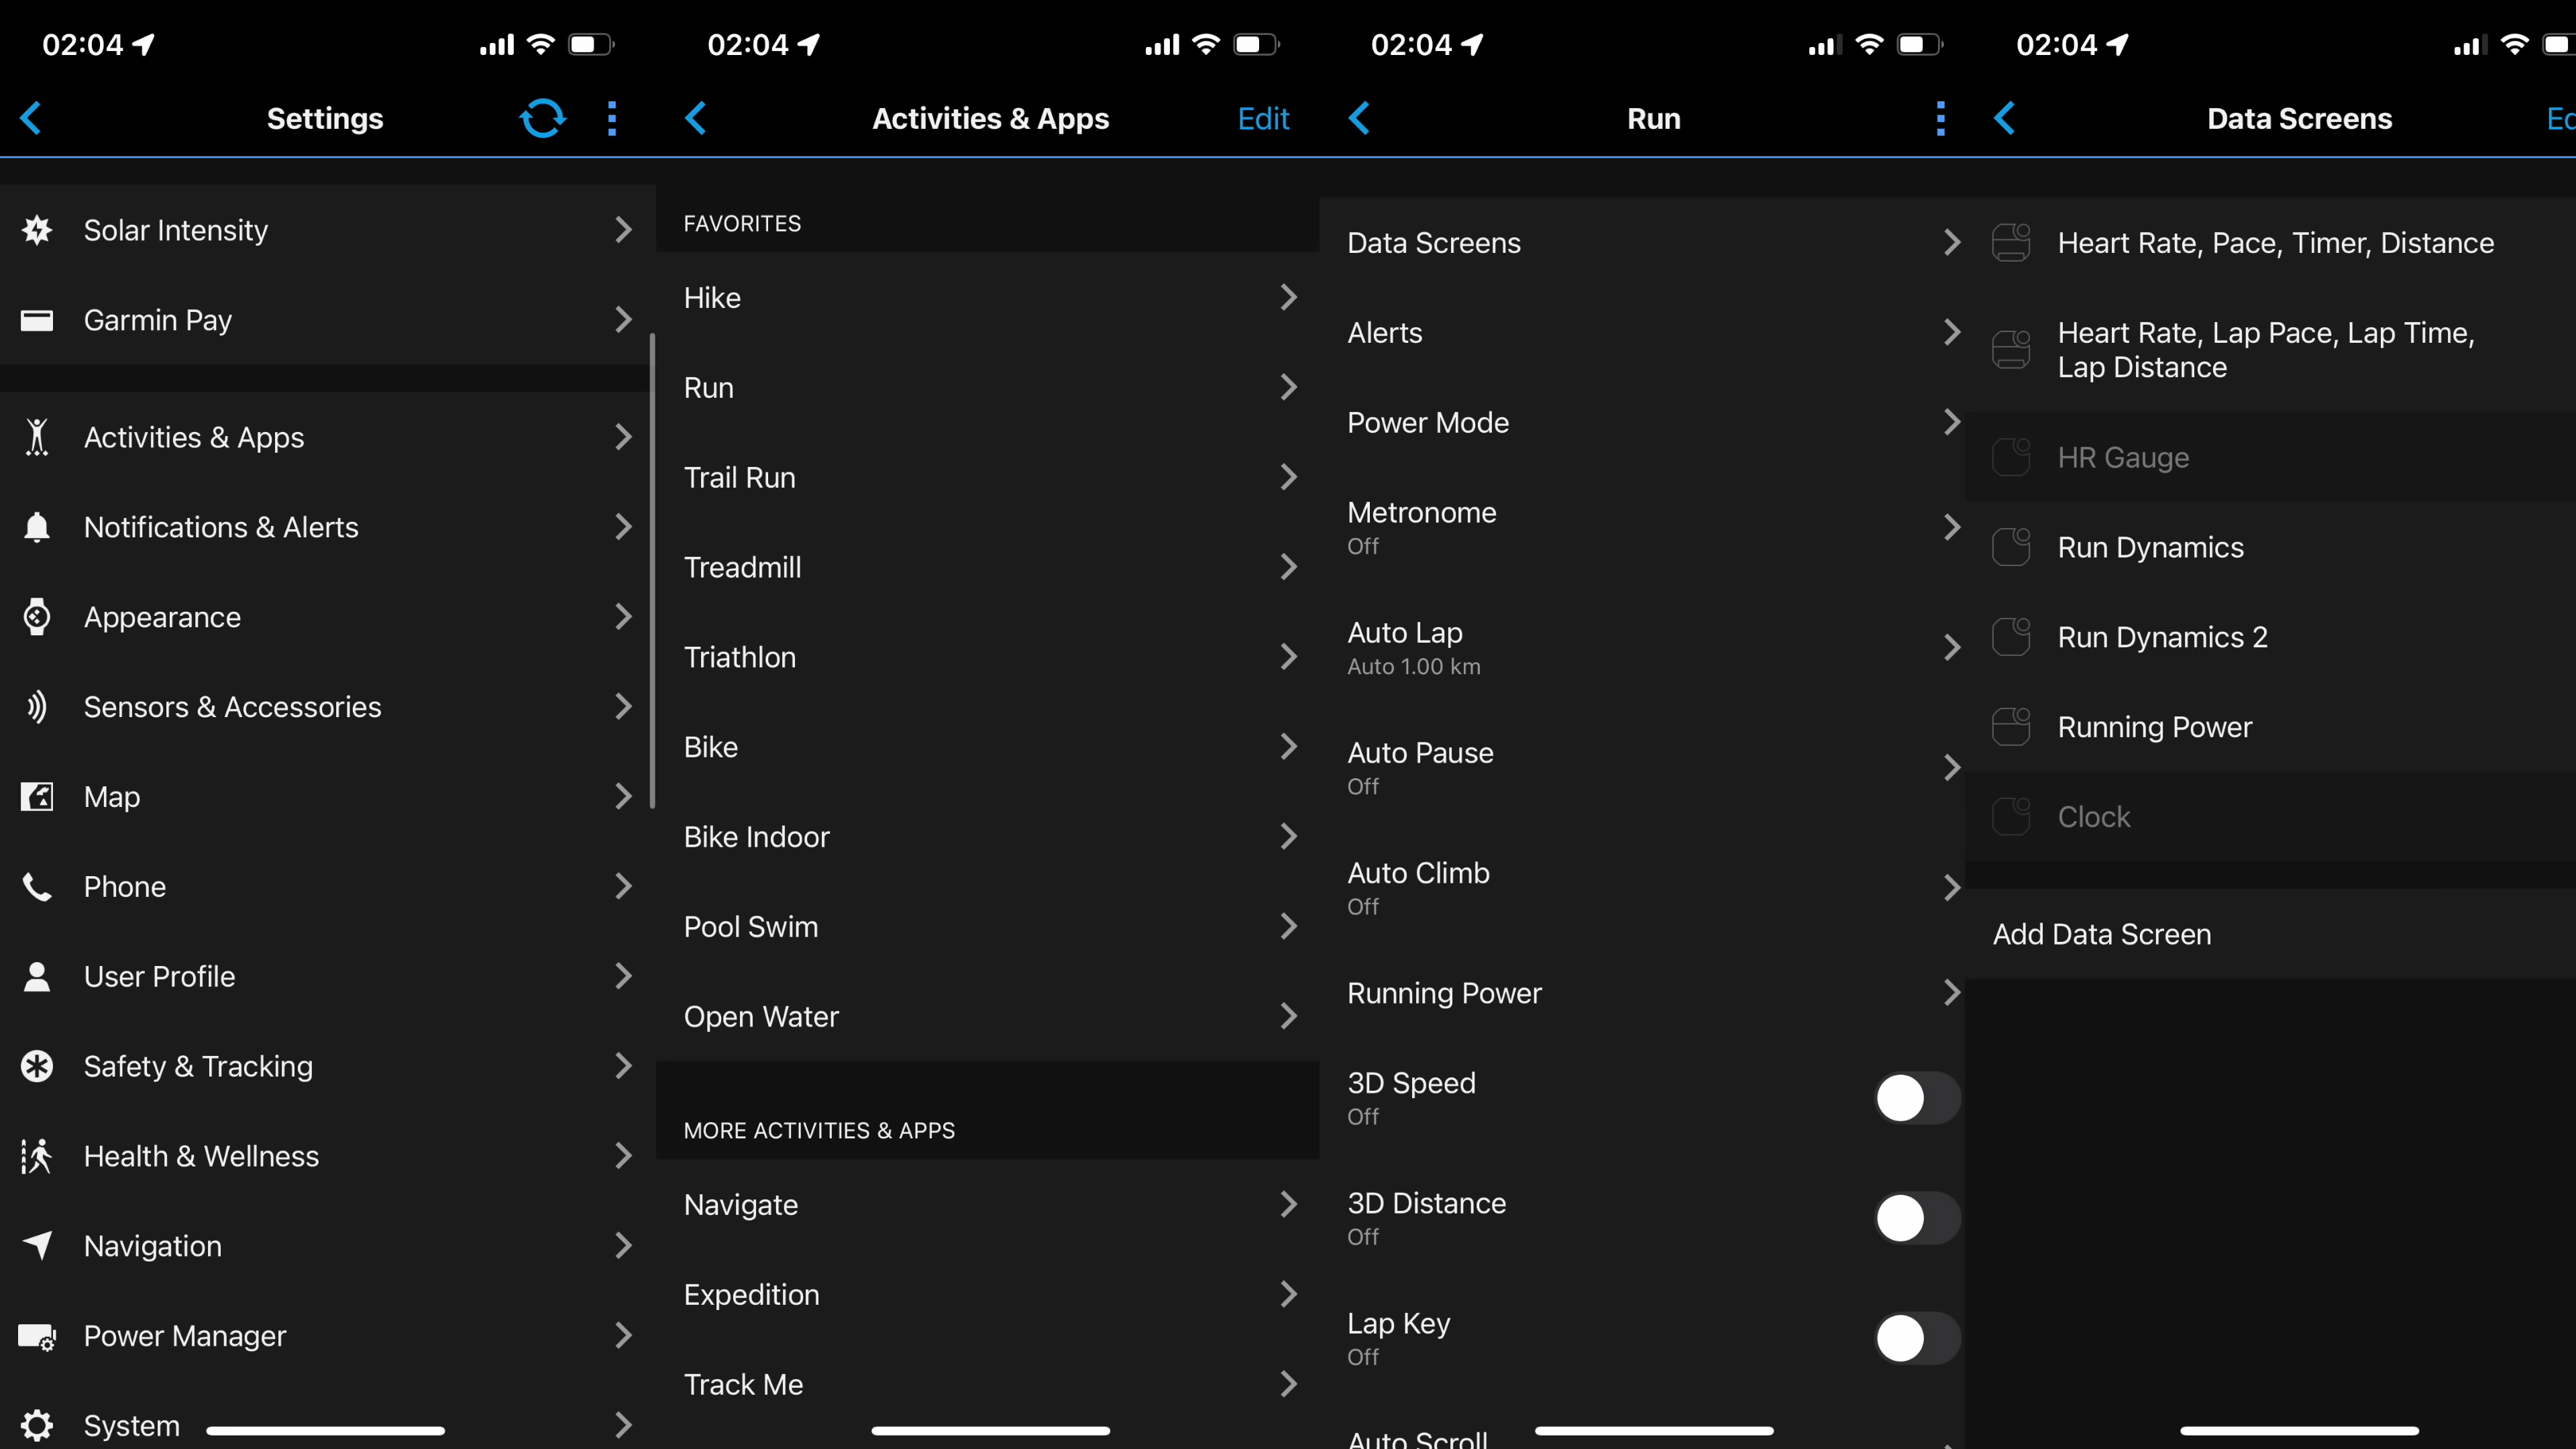 02:04
Settings
Solar Intensity
Garmin Pay
Activities & Apps
Notifications & Alerts
Appearance
Sensors & Accessories
Map
Phone
User Profile
Safety & Tracking
Health & Wellness
Navigation
Power Manager
System
02:04
Activities & Apps
Edit
FAVORITES
Hike
Run
Trail Run
Treadmill
Triathlon
Bike
Bike Indoor
Pool Swim
Open Water
MORE ACTIVITIES & APPS
Navigate
Expedition
Track Me
02:04
Run
Data Screens
Alerts
Power Mode
Metronome
Off
Auto Lap
Auto 1.00 km
Auto Pause
Off
Auto Climb
Off
Running Power
3D Speed
Off
3D Distance
Off
Lap Key
Off
Auto Scroll
02:04
Data Screens
Ed
Heart Rate, Pace, Timer, Distance
Heart Rate, Lap Pace, Lap Time,
Lap Distance
HR Gauge
Run Dynamics
Run Dynamics 2
Running Power
Clock
Add Data Screen